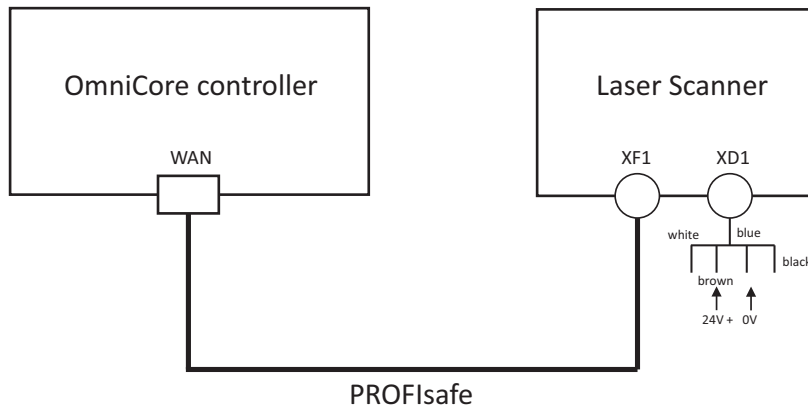 OmniCore controller
Laser Scanner
WAN
XF1
XD1
white
blue
black
brown
24V +
0V
PROFIsafe